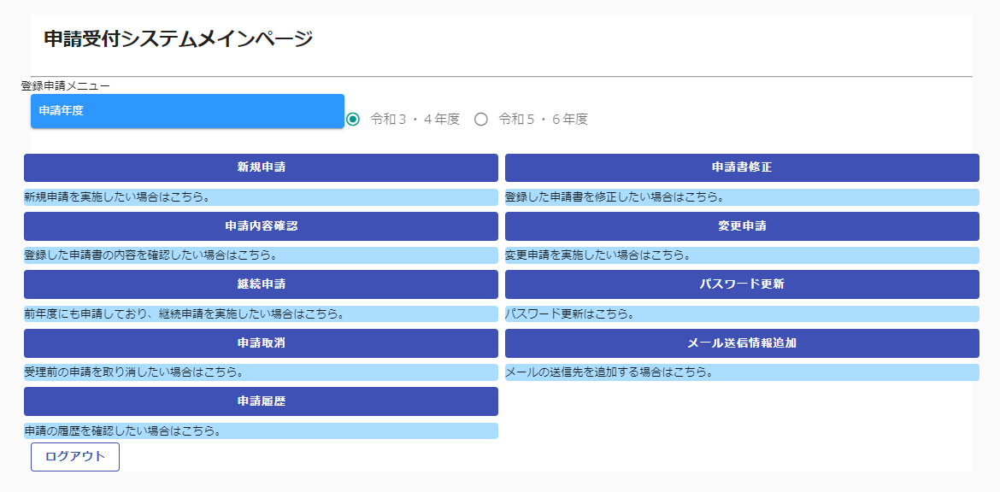 申請受付システムメインページ
登録申請メニュー
申請年度
令和３・４年度 令和５・６年度
新規申請
新規申請を実施したい場合はこちら。
申請書修正
登録した申請書を修正したい場合はこちら。
申請内容確認
登録した申請書の内容を確認したい場合はこちら。
変更申請
変更申請を実施したい場合はこちら。
継続申請
前年度にも申請しており、継続申請を実施したい場合はこちら。
パスワード更新
パスワード更新はこちら。
申請取消
受理前の申請を取り消したい場合はこちら。
メール送信情報追加
メールの送信先を追加する場合はこちら。
申請履歴
申請の履歴を確認したい場合はこちら。
ログアウト